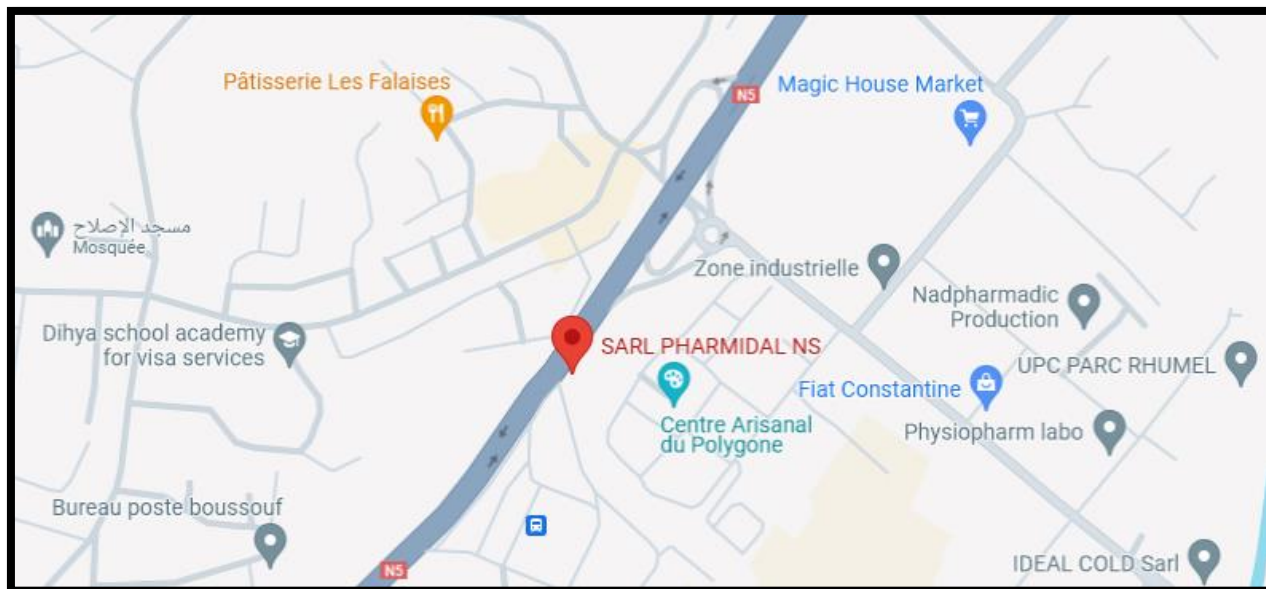 Pâtisserie Les Falaises
N5
Magic House Market
مسجد الإصلاح
Mosquée
Zone industrielle
Nadpharmadic
Production
Dihya school academy
for visa services
SARL PHARMIDAL NS
UPC PARC RHUMEL
Fiat Constantine
Centre Arisanal
du Polygone
Physiopharm labo
Bureau poste boussouf
IDEAL COLD Sarl
N5